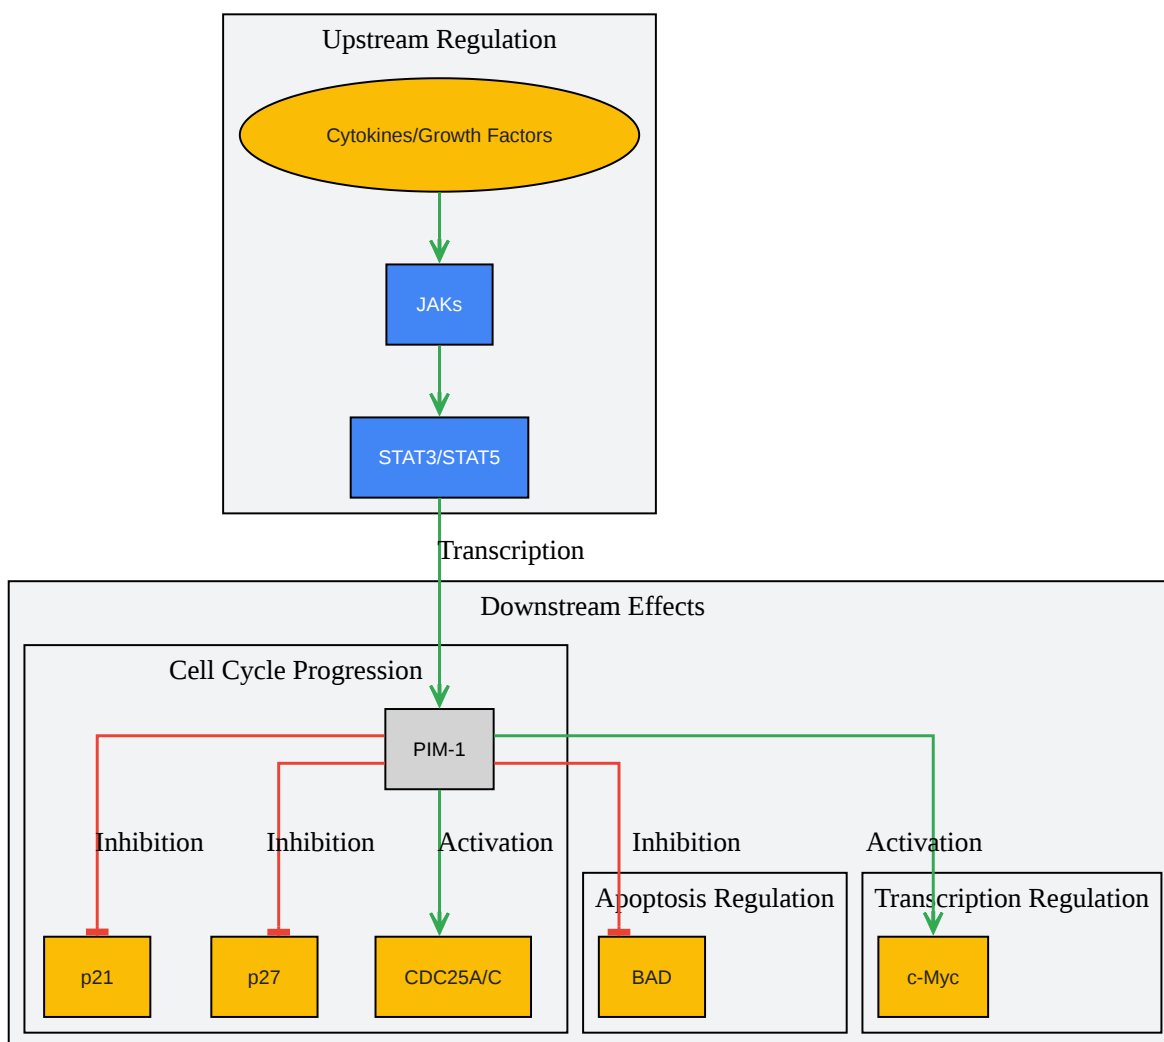 Upstream Regulation
Cytokines/Growth Factors
JAKs
STAT3/STAT5
Transcription
Downstream Effects
Cell Cycle Progression
PIM-1
Inhibition
Inhibition
Activation
Inhibition
Activation
Apoptosis Regulation
Transcription Regulation
p21
p27
CDC25A/C
BAD
c-Myc